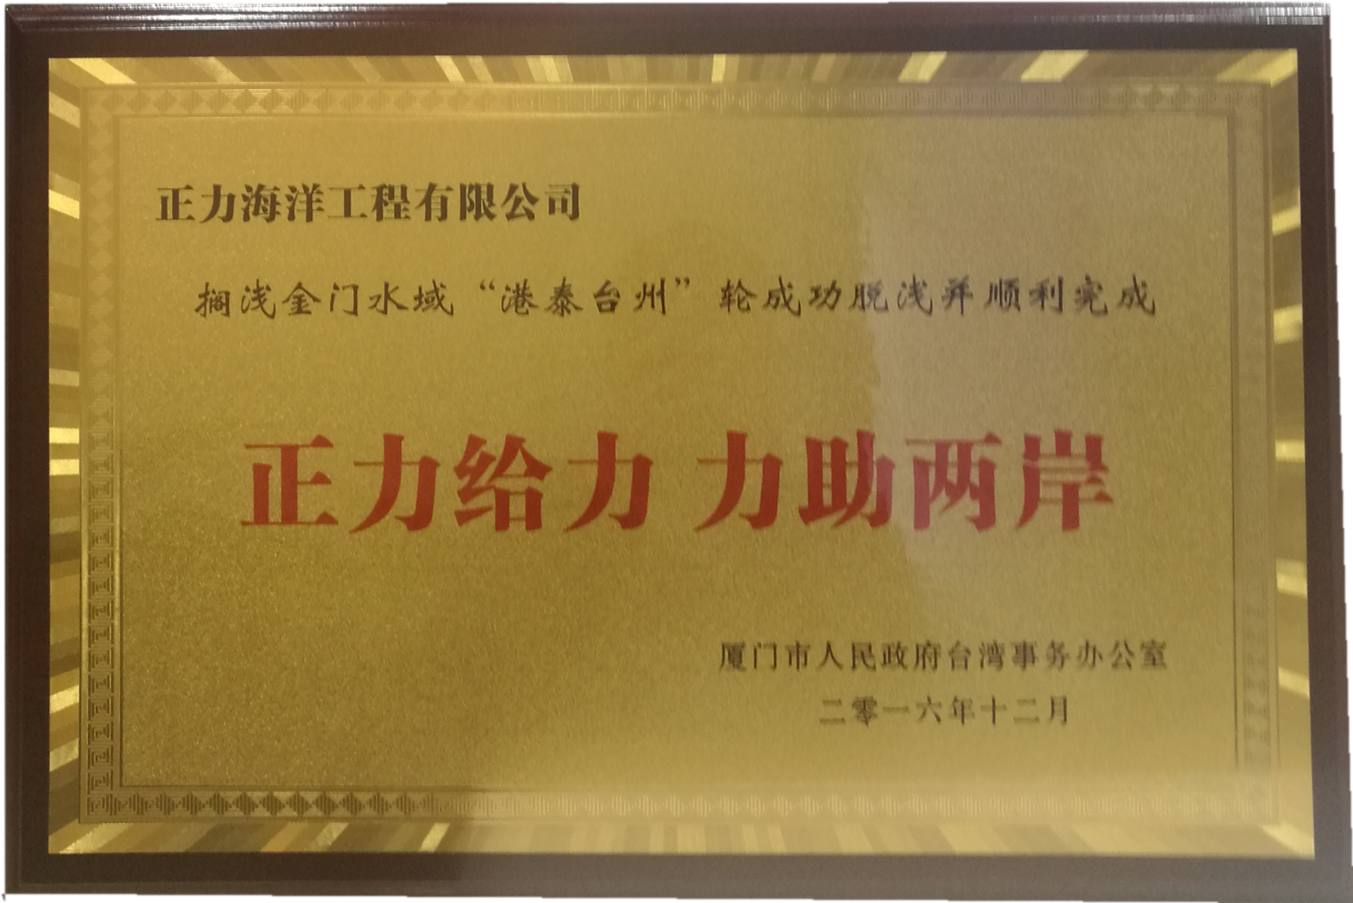 正力海洋工程有限公司
搁浅金门水域“港泰台州”轮成功脱浅并顺利完成
正力给力 力助两岸
厦门市人民政府台湾事务办公室
二零一六年十二月